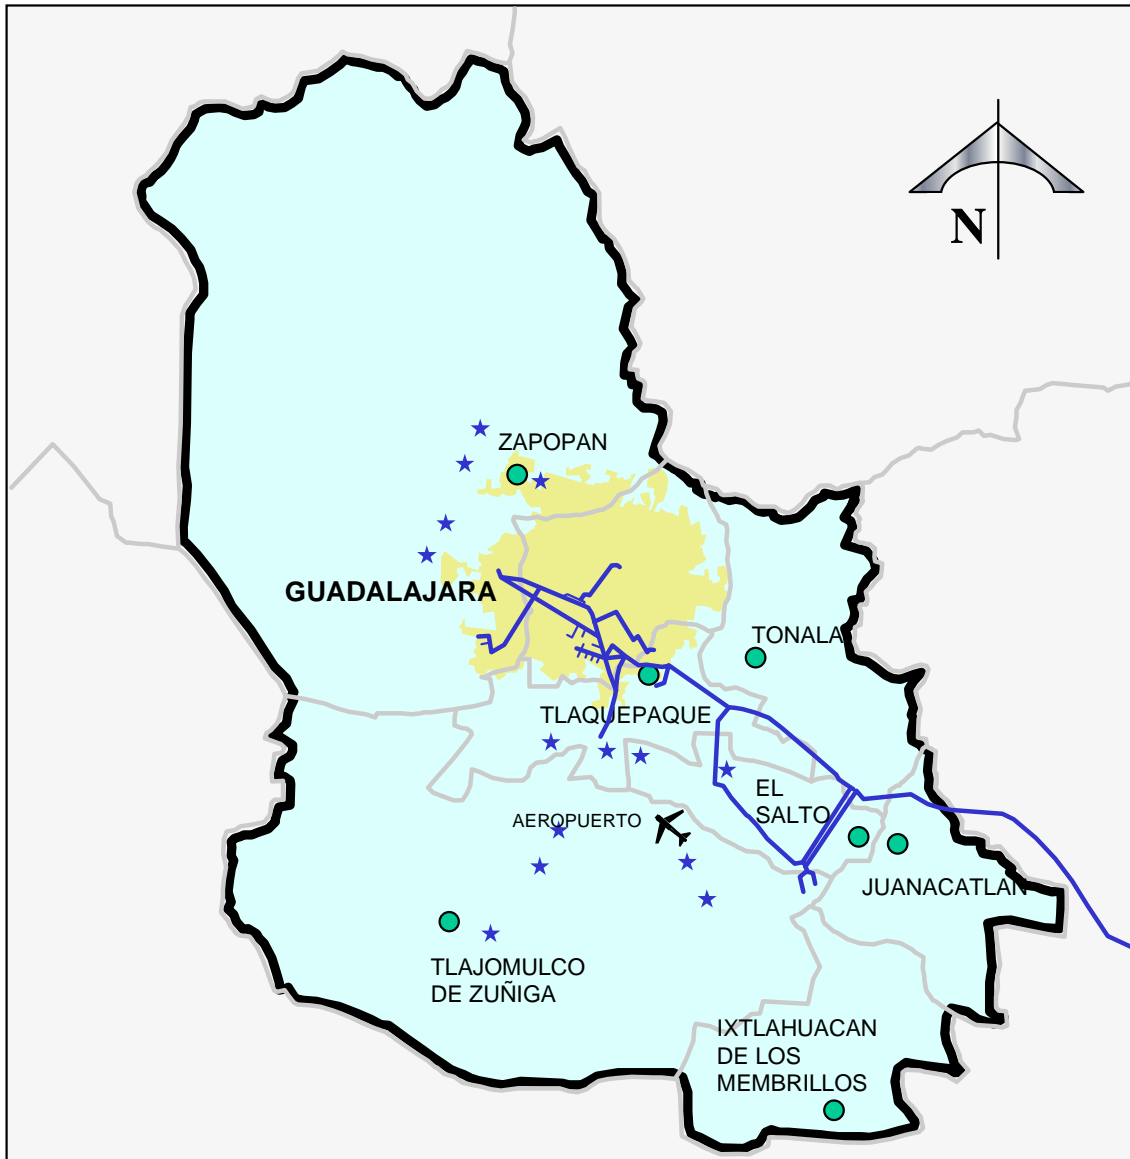 N
ZAPOPAN
GUADALAJARA
TONALA
TLAQUEPAQUE
EL
SALTO
AEROPUERTO
JUANACATLAN
TLAJOMULCO
DE ZUÑIGA
IXTLAHUACAN
DE LOS
MEMBRILLOS